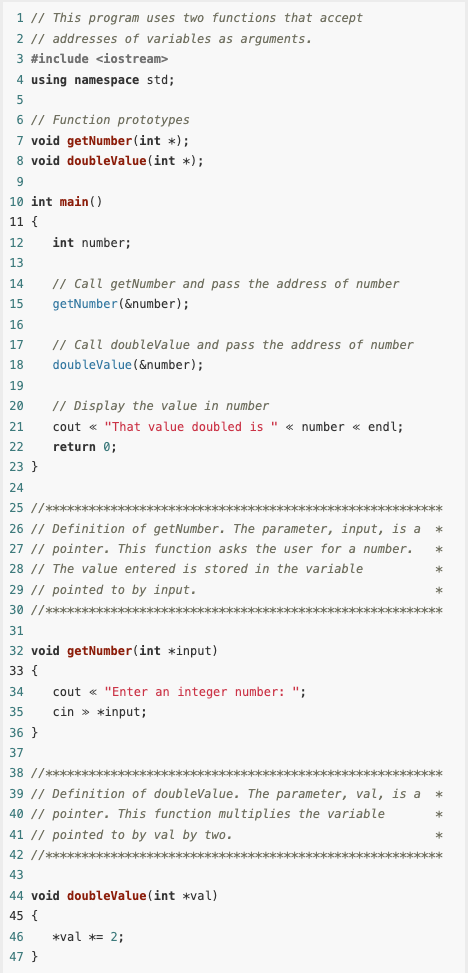 1 // This program uses two functions that accept
2 // addresses of variables as arguments.
3 #include <iostream>
4 using namespace std;
5
6 // Function prototypes
7 void getNumber(int *);
8 void doubleValue(int *);
9
10 int main()
11 {
12    int number;
13
14    // Call getNumber and pass the address of number
15    getNumber(&number);
16
17    // Call doubleValue and pass the address of number
18    doubleValue(&number);
19
20    // Display the value in number
21    cout « "That value doubled is " « number « endl;
22    return 0;
23 }
24
25 //*******************************************************
26 // Definition of getNumber. The parameter, input, is a  *
27 // pointer. This function asks the user for a number.   *
28 // The value entered is stored in the variable          *
29 // pointed to by input.                                 *
30 //*******************************************************
31
32 void getNumber(int *input)
33 {
34    cout « "Enter an integer number: ";
35    cin » *input;
36 }
37
38 //*******************************************************
39 // Definition of doubleValue. The parameter, val, is a  *
40 // pointer. This function multiplies the variable       *
41 // pointed to by val by two.                            *
42 //*******************************************************
43
44 void doubleValue(int *val)
45 {
46    *val *= 2;
47 }